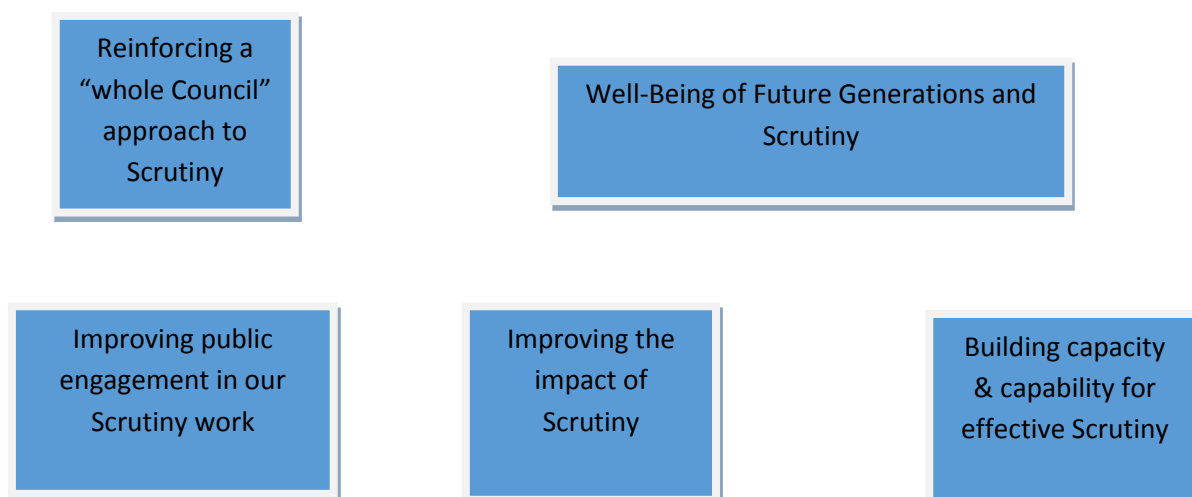 Reinforcing a
“whole Council”
approach to
Scrutiny
Well-Being of Future Generations and
Scrutiny
Improving public
engagement in our
Scrutiny work
Improving the
impact of
Scrutiny
Building capacity
& capability for
effective Scrutiny